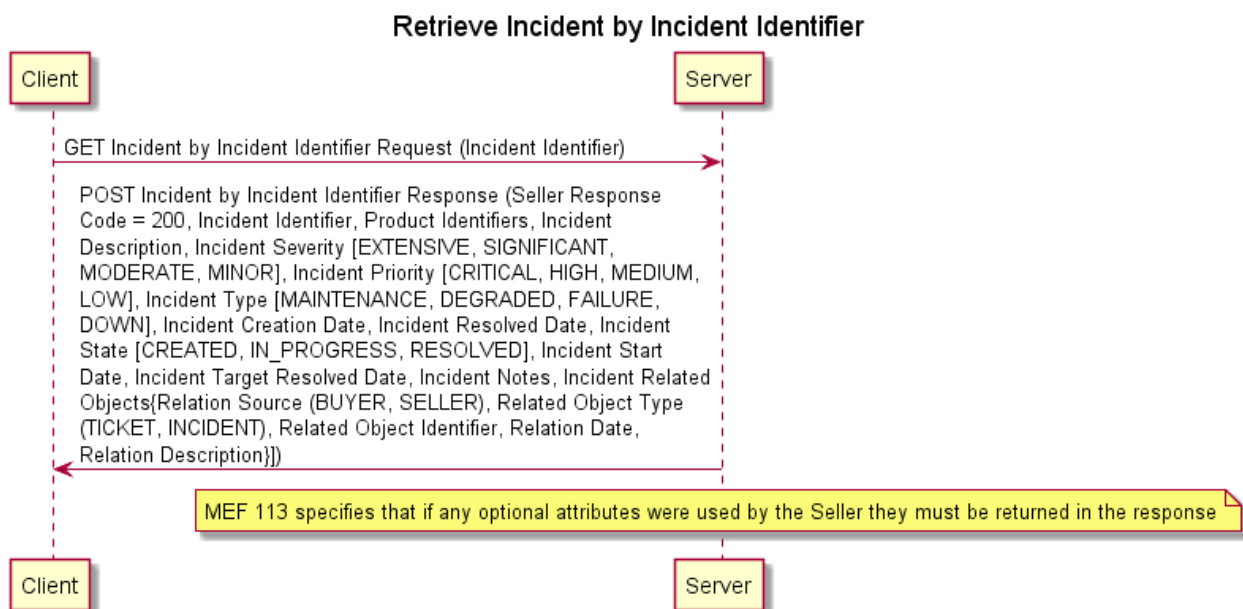 Retrieve Incident by Incident Identifier
Client
Server
GET Incident by Incident Identifier Request (Incident Identifier)
POST Incident by Incident Identifier Response (Seller Response
Code = 200, Incident Identifier, Product Identifiers, Incident
Description, Incident Severity [EXTENSIVE, SIGNIFICANT,
MODERATE, MINOR], Incident Priority [CRITICAL, HIGH, MEDIUM,
LOW], Incident Type [MAINTENANCE, DEGRADED, FAILURE,
DOWN], Incident Creation Date, Incident Resolved Date, Incident
State [CREATED, IN_PROGRESS, RESOLVED], Incident Start
Date, Incident Target Resolved Date, Incident Notes, Incident Related
Objects{Relation Source (BUYER, SELLER), Related Object Type
(TICKET, INCIDENT), Related Object Identifier, Relation Date,
Relation Description}])
MEF 113 specifies that if any optional attributes were used by the Seller they must be returned in the response
Client
Server